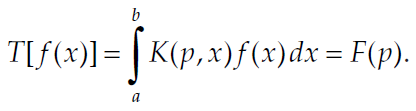 T[f(x)] = ∫_a^b K(p, x) f(x) dx = F(p).